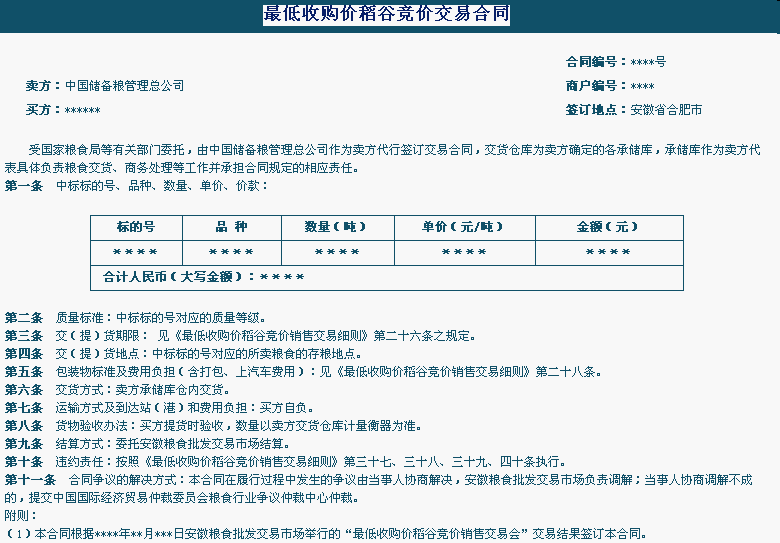 最低收购价稻谷竞价交易合同
合同编号：****号
卖方：中国储备粮管理总公司
商户编号：****
买方：******
签订地点：安徽省合肥市
受国家粮食局等有关部门委托，由中国储备粮管理总公司作为卖方代行签订交易合同，交货仓库为卖方确定的各承储库，承储库作为卖方代
表具体负责粮食交货、商务处理等工作并承担合同规定的相应责任。
第一条 中标标的号、品种、数量、单价、价款：
标的号 品 种 数量（吨） 单价（元/吨） 金额（元）
**** **** **** **** ****
合计人民币（大写金额）：****
第二条 质量标准：中标标的号对应的质量等级。
第三条 交（提）货期限： 见《最低收购价稻谷竞价销售交易细则》第二十六条之规定。
第四条 交（提）货地点：中标标的号对应的所卖粮食的存粮地点。
第五条 包装物标准及费用负担（含打包、上汽车费用）：见《最低收购价稻谷竞价销售交易细则》第二十八条。
第六条 交货方式：卖方承储库仓内交货。
第七条 运输方式及到达站（港）和费用负担：买方自负。
第八条 货物验收办法：买方提货时验收，数量以卖方交货仓库计量衡器为准。
第九条 结算方式：委托安徽粮食批发交易市场结算。
第十条 违约责任：按照《最低收购价稻谷竞价销售交易细则》第三十七、三十八、三十九、四十条执行。
第十一条 合同争议的解决方式：本合同在履行过程中发生的争议由当事人协商解决，安徽粮食批发交易市场负责调解；当事人协商调解不成
的，提交中国国际经济贸易仲裁委员会粮食行业争议仲裁中心仲裁。
附则：
（1）本合同根据****年**月***日安徽粮食批发交易市场举行的“最低收购价稻谷竞价销售交易会”交易结果签订本合同。